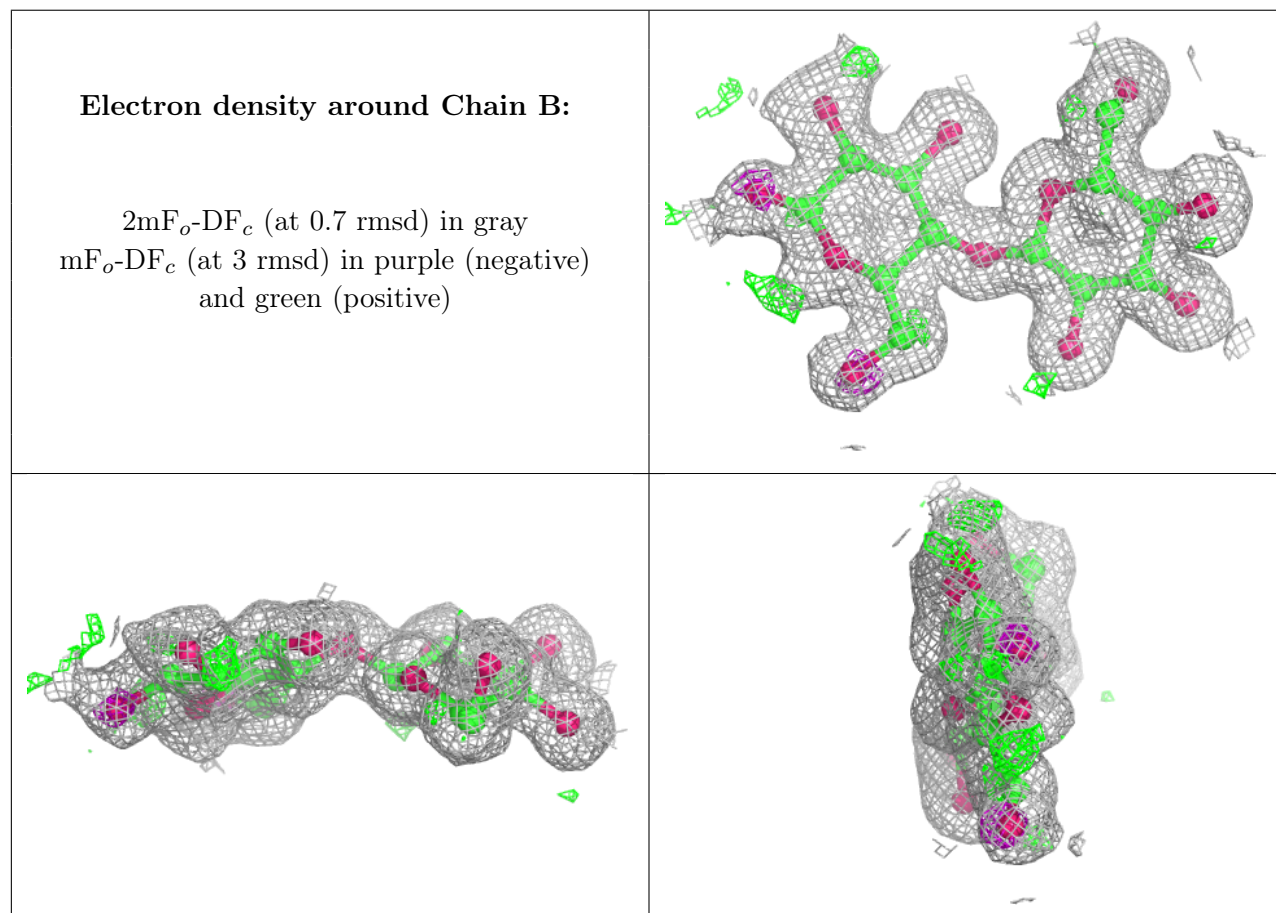 Electron density around Chain B:
2mFo-DFc (at 0.7 rmsd) in gray
mFo-DFc (at 3 rmsd) in purple (negative)
and green (positive)